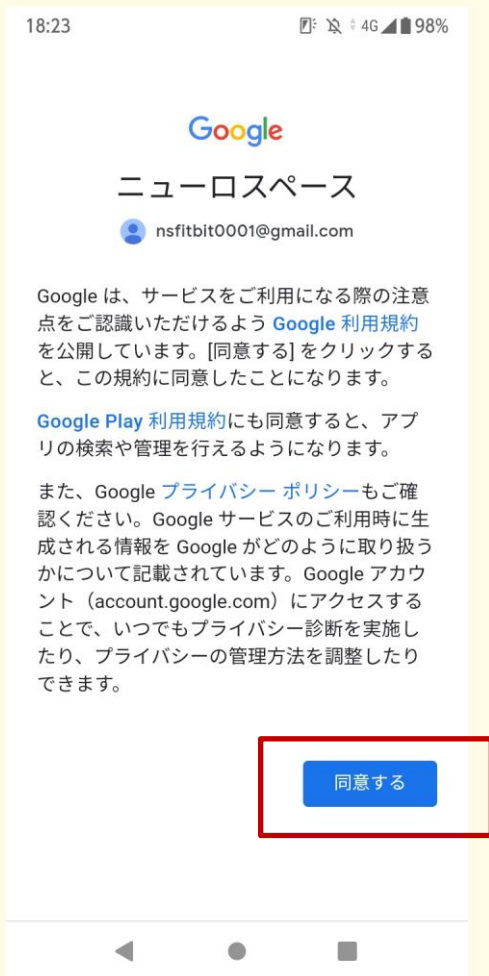 18:23 4G 98%
Google
ニューロスペース
nsfitbit0001@gmail.com
Google は、サービスをご利用になる際の注意
点をご認識いただけるよう Google 利用規約
を公開しています。[同意する] をクリックする
と、この規約に同意したことになります。
Google Play 利用規約にも同意すると、アプ
リの検索や管理を行えるようになります。
また、Google プライバシー ポリシーもご確
認ください。Google サービスのご利用時に生
成される情報を Google がどのように取り扱う
かについて記載されています。Google アカウ
ント（account.google.com）にアクセスする
ことで、いつでもプライバシー診断を実施し
たり、プライバシーの管理方法を調整したり
できます。
同意する